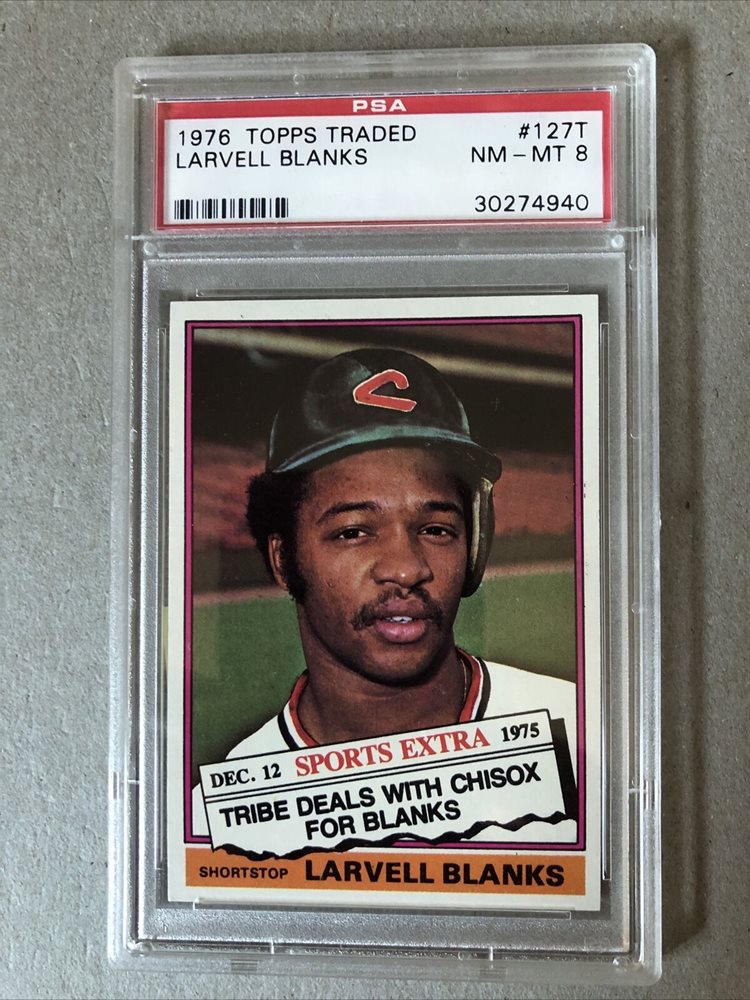 PSA
1976 TOPPS TRADED #127T
LARVELL BLANKS NM – MT 8
30274940
C
DEC. 12 SPORTS EXTRA 1975
TRIBE DEALS WITH CHISOX
FOR BLANKS
SHORTSTOP LARVELL BLANKS